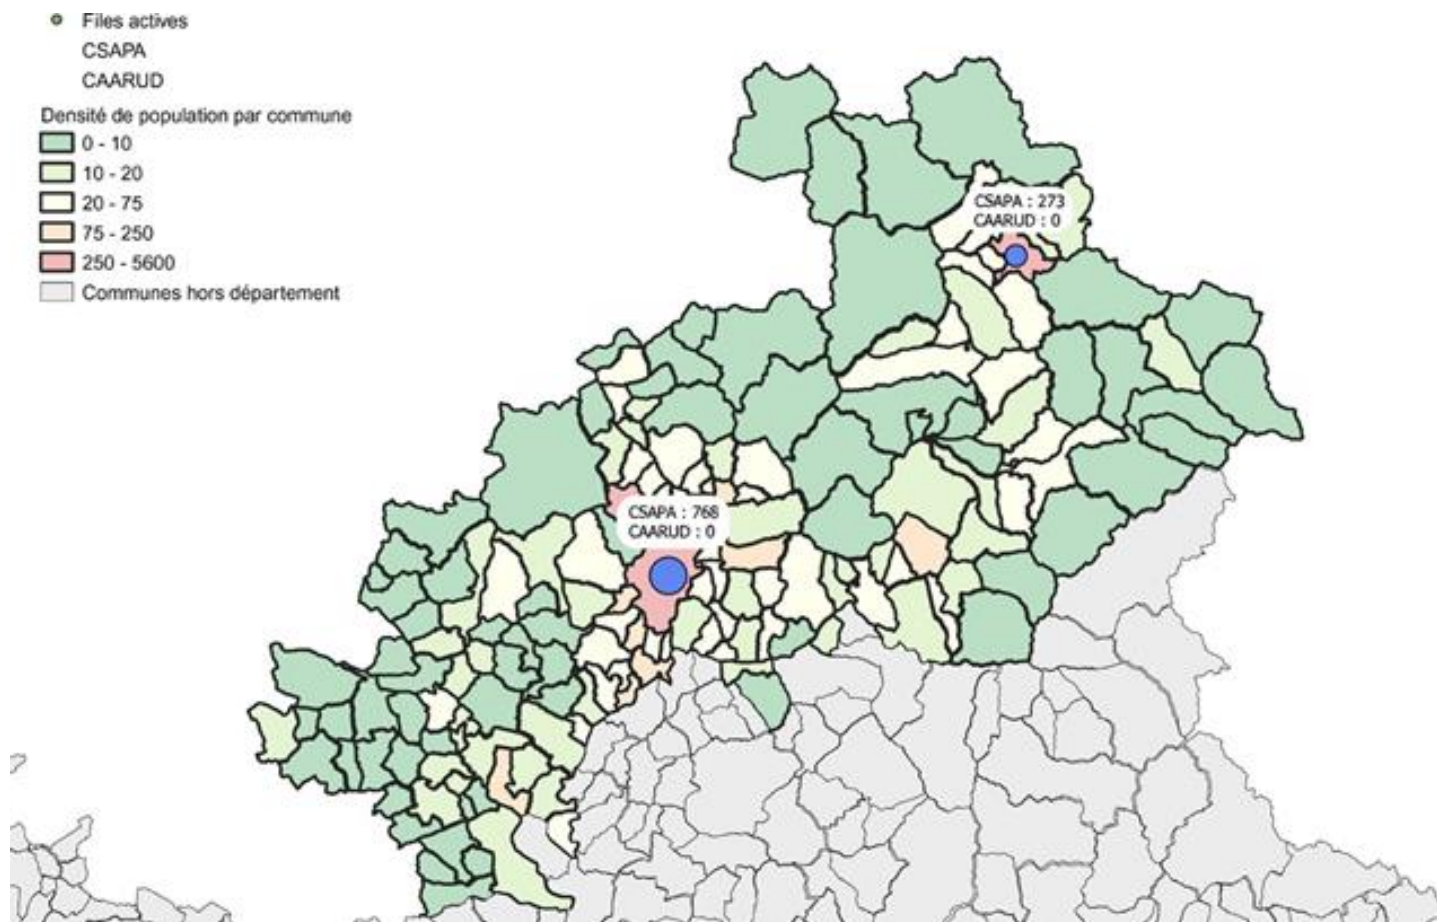 Files actives
CSAPA
CAARUD
Densité de population par commune
0 - 10
10 - 20
20 - 75
75 - 250
250 - 5600
Communes hors département
CSAPA : 273
CAARUD : 0
CSAPA : 768
CAARUD : 0